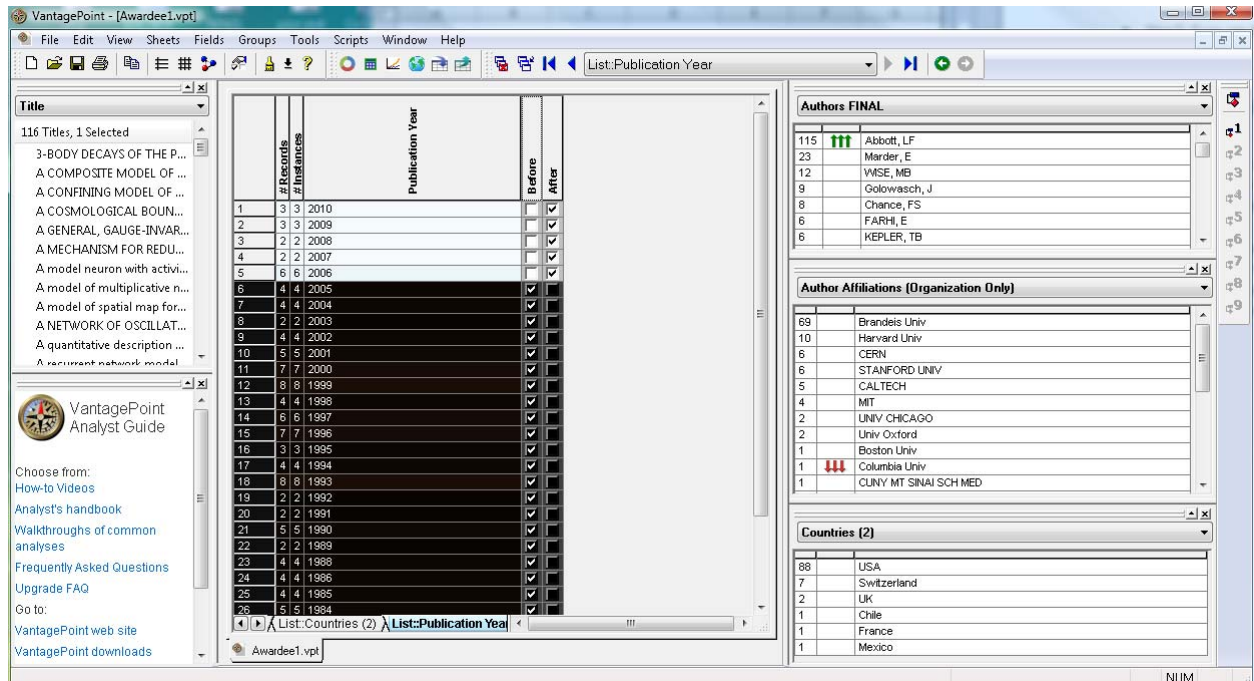 VantagePoint - [Awardee1.vpt]
File Edit View Sheets Fields Groups Tools Scripts Window Help
List::Publication Year
Title
116 Titles, 1 Selected
3-BODY DECAYS OF THE P...
A COMPOSITE MODEL OF ...
A CONFINING MODEL OF ...
A COSMOLOGICAL BOUN...
A GENERAL, GAUGE-INVAR...
A MECHANISM FOR REDU...
A model neuron with activi...
A model of multiplicative n...
A model of spatial map for...
A NETWORK OF OSCILLAT...
A quantitative description ...
A recurrent network model
VantagePoint
Analyst Guide
Choose from:
How-to Videos
Analyst's handbook
Walkthroughs of common
analyses
Frequently Asked Questions
Upgrade FAQ
Go to:
VantagePoint web site
VantagePoint downloads
# Records
# Instances
Publication Year
Before
After
1 3 3 2010
2 3 3 2009
3 2 2 2008
4 2 2 2007
5 6 6 2006
6 4 4 2005
7 4 4 2004
8 2 2 2003
9 4 4 2002
10 5 5 2001
11 7 7 2000
12 8 8 1999
13 4 4 1998
14 6 6 1997
15 7 7 1996
16 3 3 1995
17 4 4 1994
18 8 8 1993
19 2 2 1992
20 2 2 1991
21 5 5 1990
22 2 2 1989
23 4 4 1988
24 4 4 1986
25 4 4 1985
26 5 5 1984
List::Countries (2) List::Publication Year
Awardee1.vpt
Authors FINAL
115 Abbott, LF
23 Marder, E
12 WISE, MB
9 Golowasch, J
8 Chance, FS
6 FARHI, E
6 KEPLER, TB
Author Affiliations (Organization Only)
69 Brandeis Univ
10 Harvard Univ
6 CERN
6 STANFORD UNIV
5 CALTECH
4 MIT
2 UNIV CHICAGO
2 Univ Oxford
1 Boston Univ
1 Columbia Univ
1 CUNY MT SINAI SCH MED
Countries (2)
88 USA
7 Switzerland
2 UK
1 Chile
1 France
1 Mexico
1
2
3
4
5
6
7
8
9
NUM